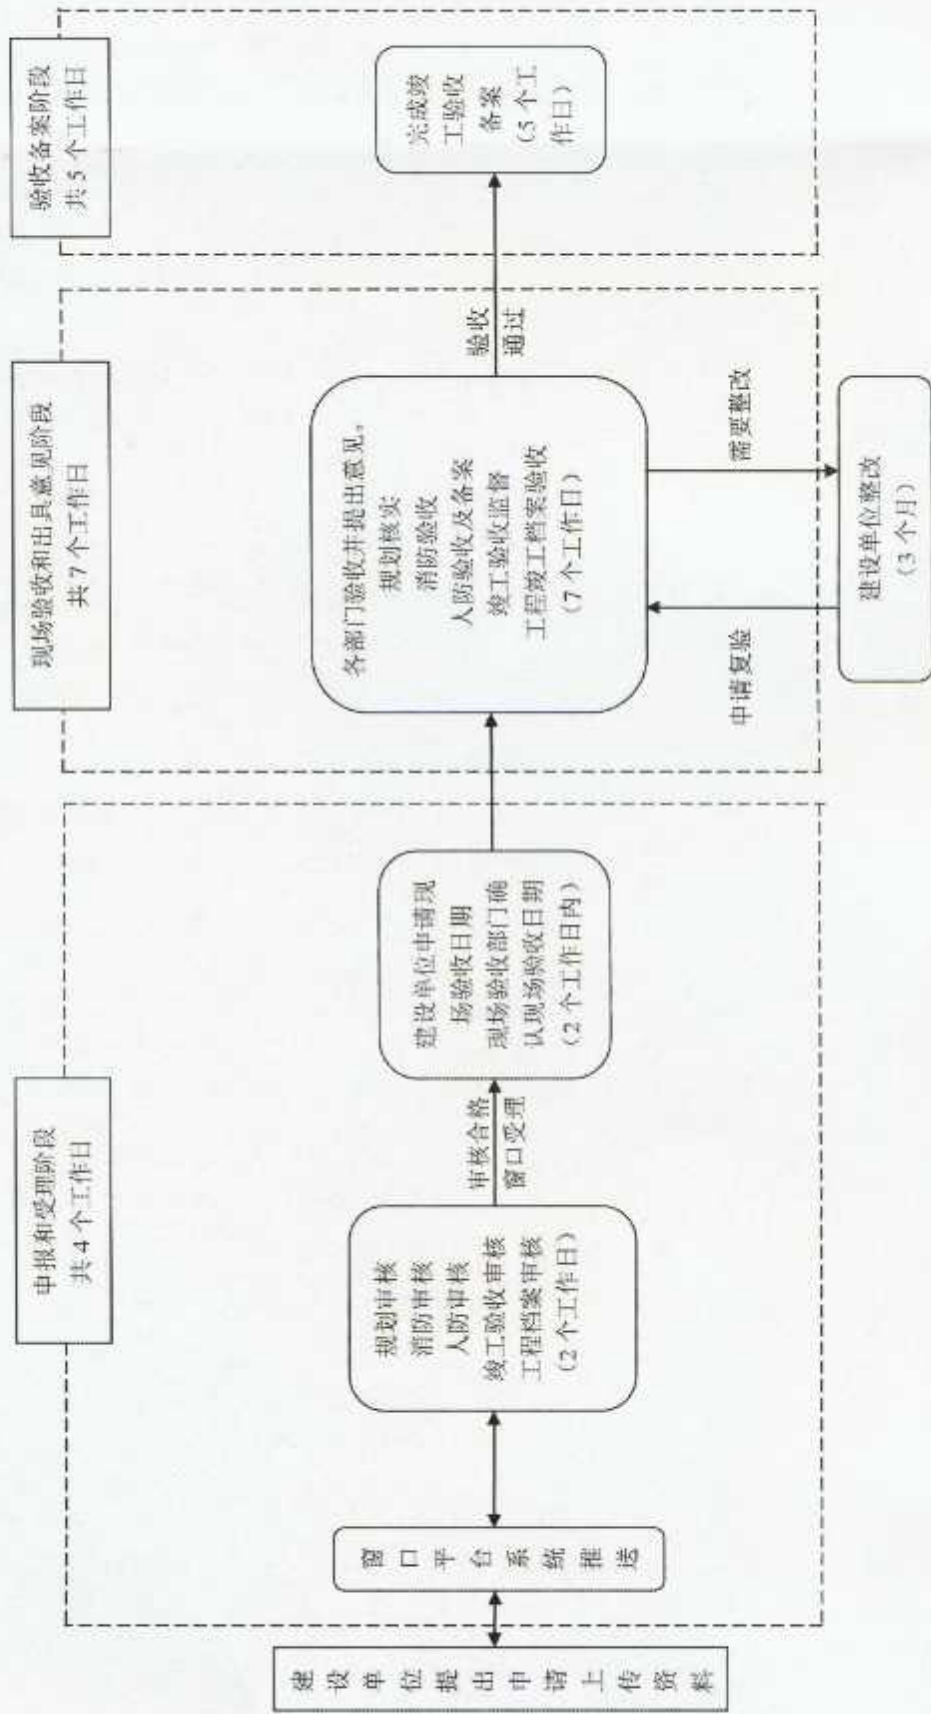 申报和受理阶段
共 4 个工作日
现场验收和出具意见阶段
共 7 个工作日
验收备案阶段
共 5 个工作日
建设单位提出申请上传资料
窗口平台系统推送
规划审核
消防审核
人防审核
竣工验收审核
工程档案审核
（2 个工作日）
审核合格
窗口受理
建设单位申请现
场验收日期
现场验收部门确
认现场验收日期
（2 个工作日内）
各部门验收并提出意见。
规划核实
消防验收
人防验收及备案
竣工验收监督
工程竣工档案验收
（7 个工作日）
验收
通过
完成竣
工验收
备案
（5 个工
作日）
申请复验
需要整改
建设单位整改
（3 个月）